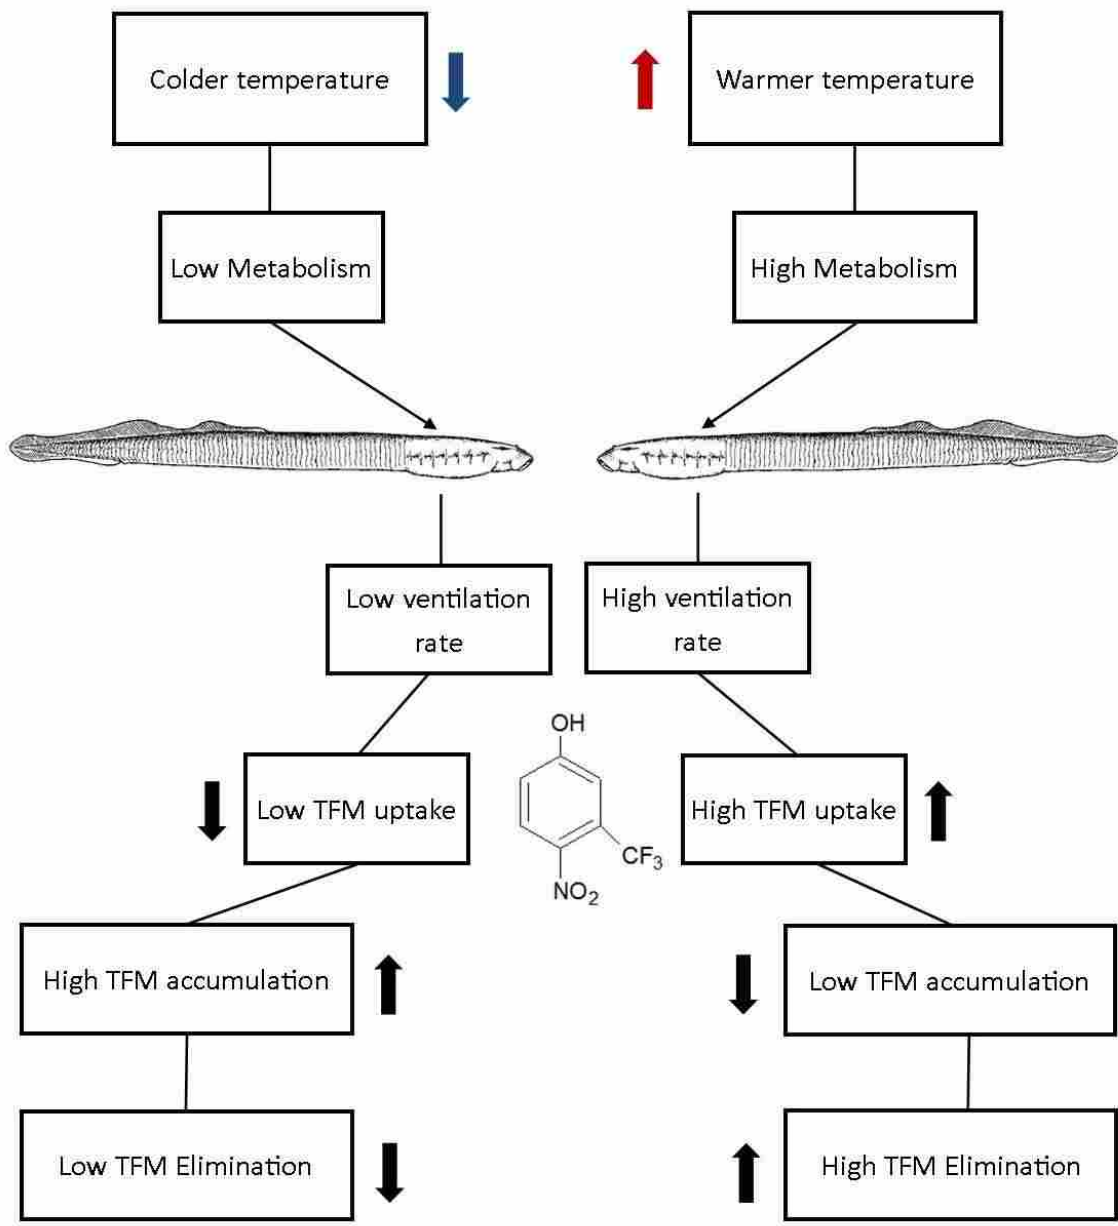 Colder temperature
Warmer temperature
Low Metabolism
High Metabolism
Low ventilation
rate
High ventilation
rate
OH
Low TFM uptake
High TFM uptake
CF3
NO2
High TFM accumulation
Low TFM accumulation
Low TFM Elimination
High TFM Elimination